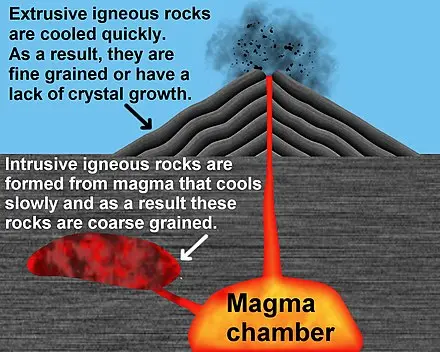 Extrusive igneous rocks
are cooled quickly.
As a result, they are
fine grained or have a
lack of crystal growth.
Intrusive igneous rocks are
formed from magma that cools
slowly and as a result these
rocks are coarse grained.
Magma
chamber